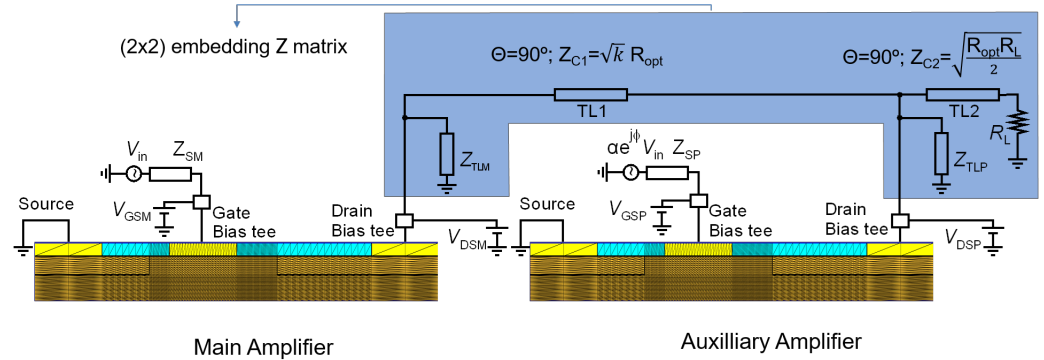 (2x2) embedding Z matrix
Θ=90º; Z_C1=√k R_opt
Θ=90º; Z_C2=√(R_optR_L/2)
TL1
TL2
R_L
V_in
Z_SM
Z_TLM
αe^jϕ V_in
Z_SP
Z_TLP
Source
V_GSM
Gate
Bias tee
Drain
Bias tee
V_DSM
Source
V_GSP
Gate
Bias tee
Drain
Bias tee
V_DSP
Main Amplifier
Auxilliary Amplifier